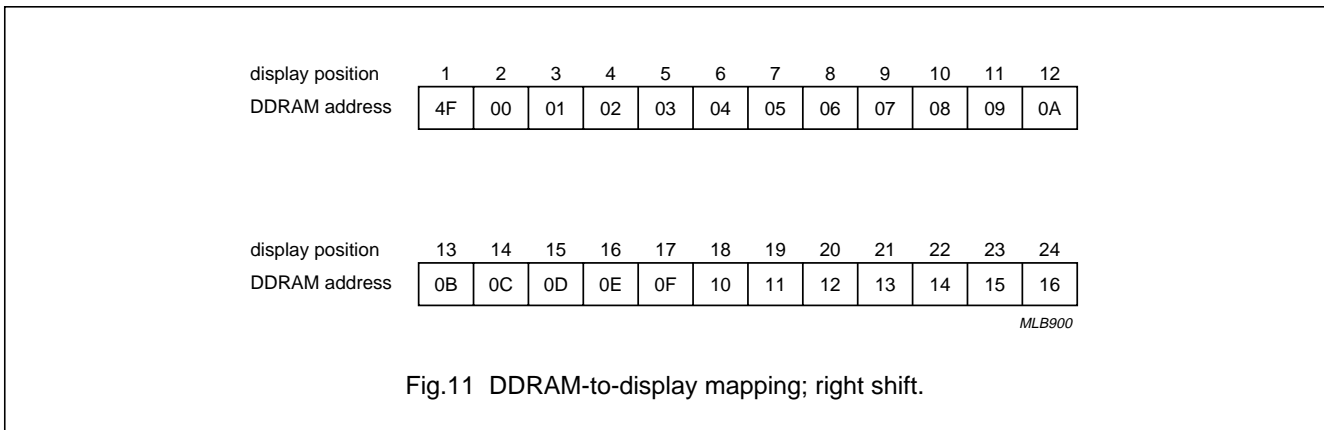 display position 1 2 3 4 5 6 7 8 9 10 11 12
DDRAM address 4F 00 01 02 03 04 05 06 07 08 09 0A
display position 13 14 15 16 17 18 19 20 21 22 23 24
DDRAM address 0B 0C 0D 0E 0F 10 11 12 13 14 15 16
MLB900
Fig.11 DDRAM-to-display mapping; right shift.